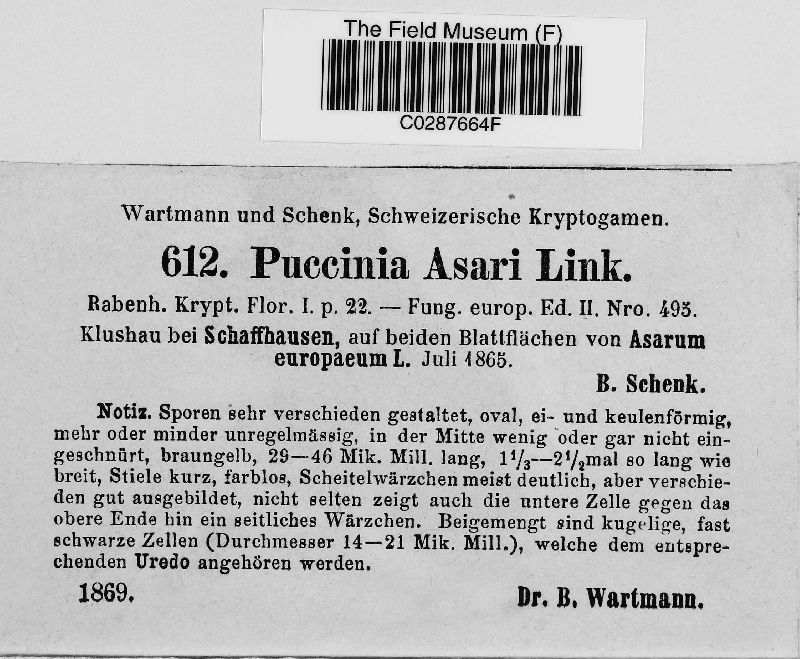 The Field Museum (F)
C0287664F
Wartmann und Schenk, Schweizerische Kryptogamen.
612. Puccinia Asari Link.
Rabenh. Krypt. Flor. I. p. 22. — Fung. europ. Ed. II. Nro. 493.
Klushau bei Schaffhausen, auf beiden Blattflächen von Asarum
europaeum L. Juli 1865.
B. Schenk.
Notiz. Sporen sehr verschieden gestaltet, oval, ei- und keulenförmig,
mehr oder minder unregelmässig, in der Mitte wenig oder gar nicht ein-
geschnürt, braungelb, 29—46 Mik. Mill. lang, 1 1/3—2 1/2mal so lang wie
breit, Stiele kurz, farblos, Scheitelwärzchen meist deutlich, aber verschie-
den gut ausgebildet, nicht selten zeigt auch die untere Zelle gegen das
obere Ende hin ein seitliches Wärzchen. Beigemengt sind kugelige, fast
schwarze Zellen (Durchmesser 14—21 Mik. Mill.), welche dem entspre-
chenden Uredo angehören werden.
1869.
Dr. B. Wartmann.